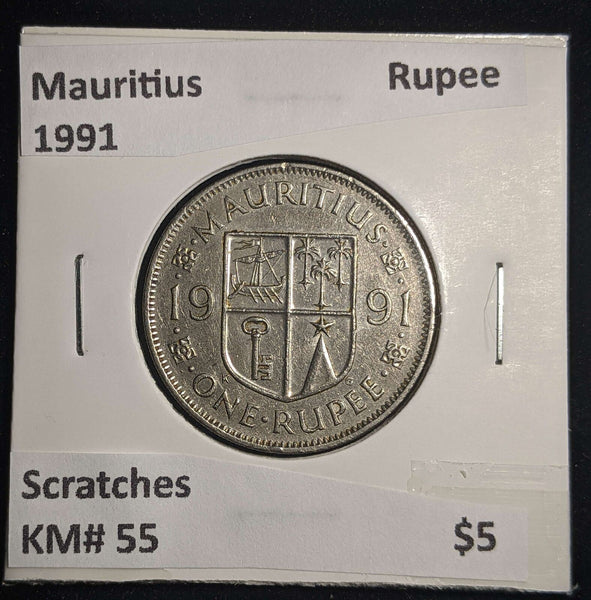 Mauritius Rupee
1991
MAURITIUS
19 91
ONE·RUPEE
Scratches
KM# 55 $5